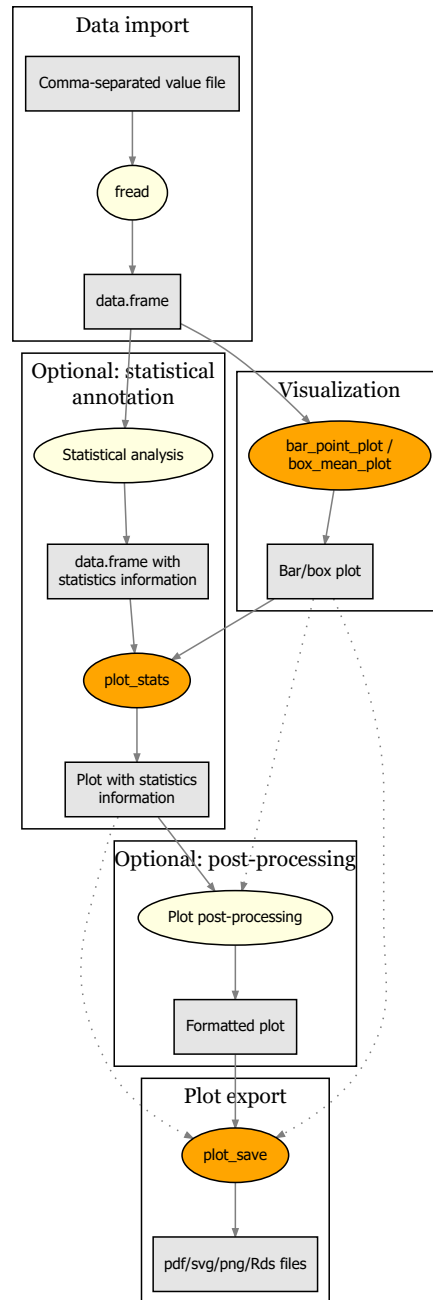 Data import
Comma-separated value file
fread
data.frame
Optional: statistical
annotation
Statistical analysis
data.frame with
statistics information
plot_stats
Plot with statistics
information
Visualization
bar_point_plot /
box_mean_plot
Bar/box plot
Optional: post-processing
Plot post-processing
Formatted plot
Plot export
plot_save
pdf/svg/png/Rds files